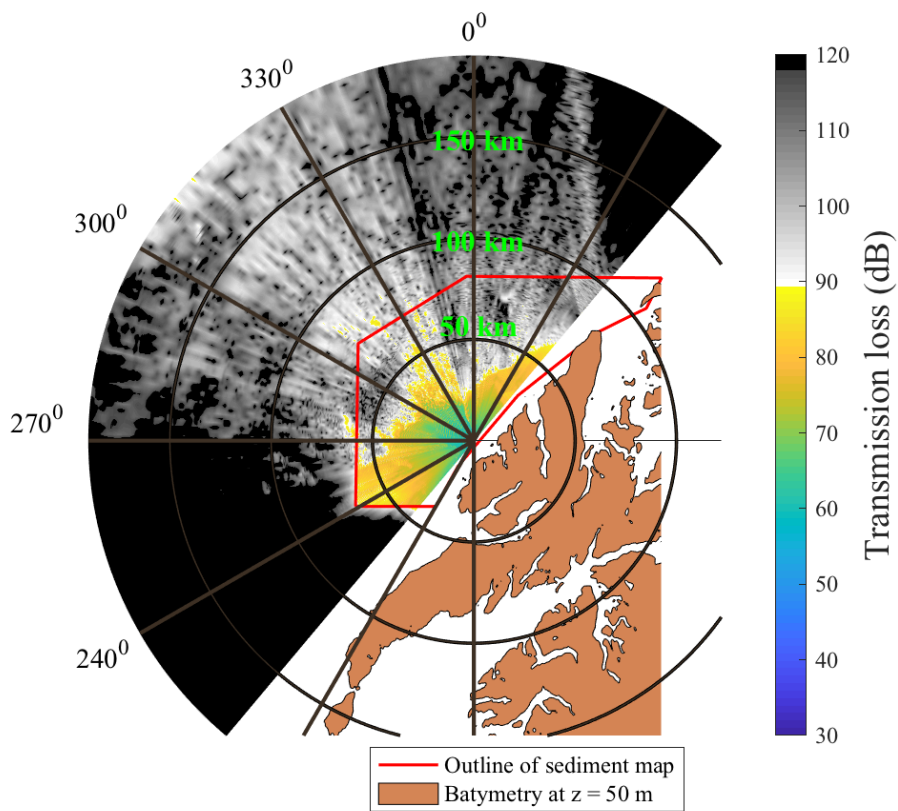 0⁰
330⁰
300⁰
270⁰
240⁰
150 km
100 km
50 km
120
110
100
90
80
70
60
50
40
30
Transmission loss (dB)
Outline of sediment map
Batymetry at z = 50 m